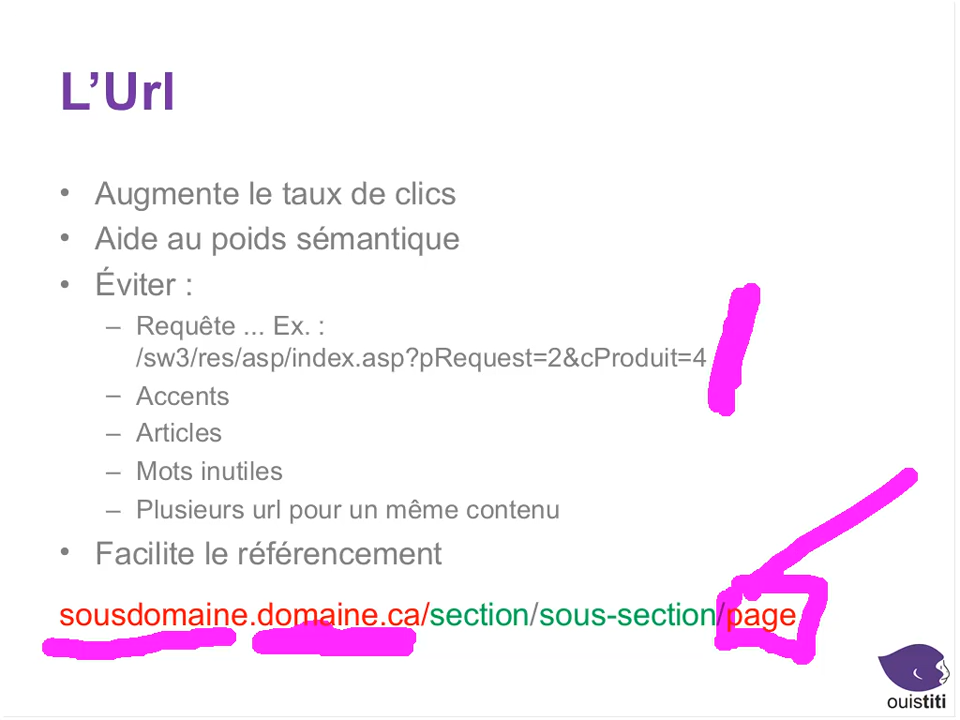 L’Url
• Augmente le taux de clics
• Aide au poids sémantique
• Éviter :
– Requête ... Ex. :
/sw3/res/asp/index.asp?pRequest=2&cProduit=4
– Accents
– Articles
– Mots inutiles
– Plusieurs url pour un même contenu
• Facilite le référencement
sousdomaine.domaine.ca/section/sous-section/page
ouistiti